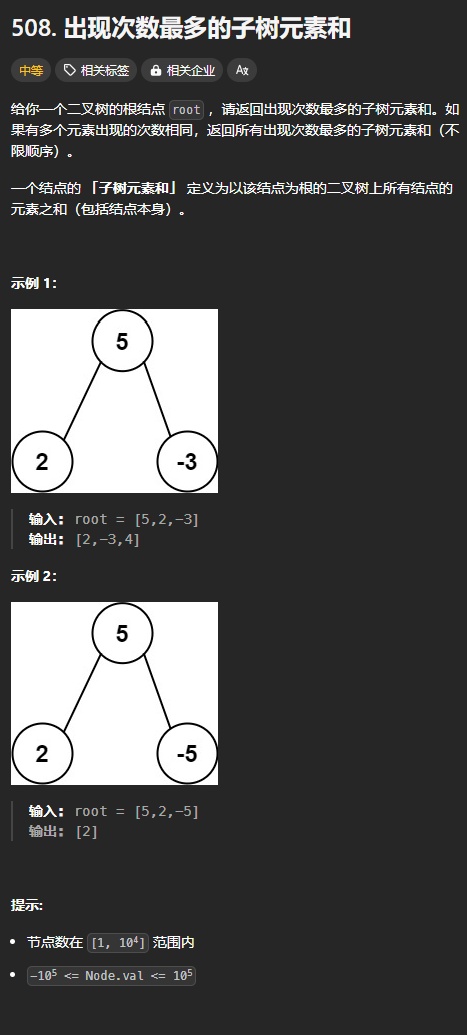 508. 出现次数最多的子树元素和
中等 相关标签 相关企业 Aあ
给你一个二叉树的根结点 root ，请返回出现次数最多的子树元素和。如
果有多个元素出现的次数相同，返回所有出现次数最多的子树元素和（不
限顺序）。
一个结点的 「子树元素和」 定义为以该结点为根的二叉树上所有结点的
元素之和（包括结点本身）。
示例 1：
5
2 -3
输入： root = [5,2,-3]
输出： [2,-3,4]
示例 2：
5
2 -5
输入： root = [5,2,-5]
输出： [2]
提示:
• 节点数在 [1, 10⁴] 范围内
• -10⁵ <= Node.val <= 10⁵